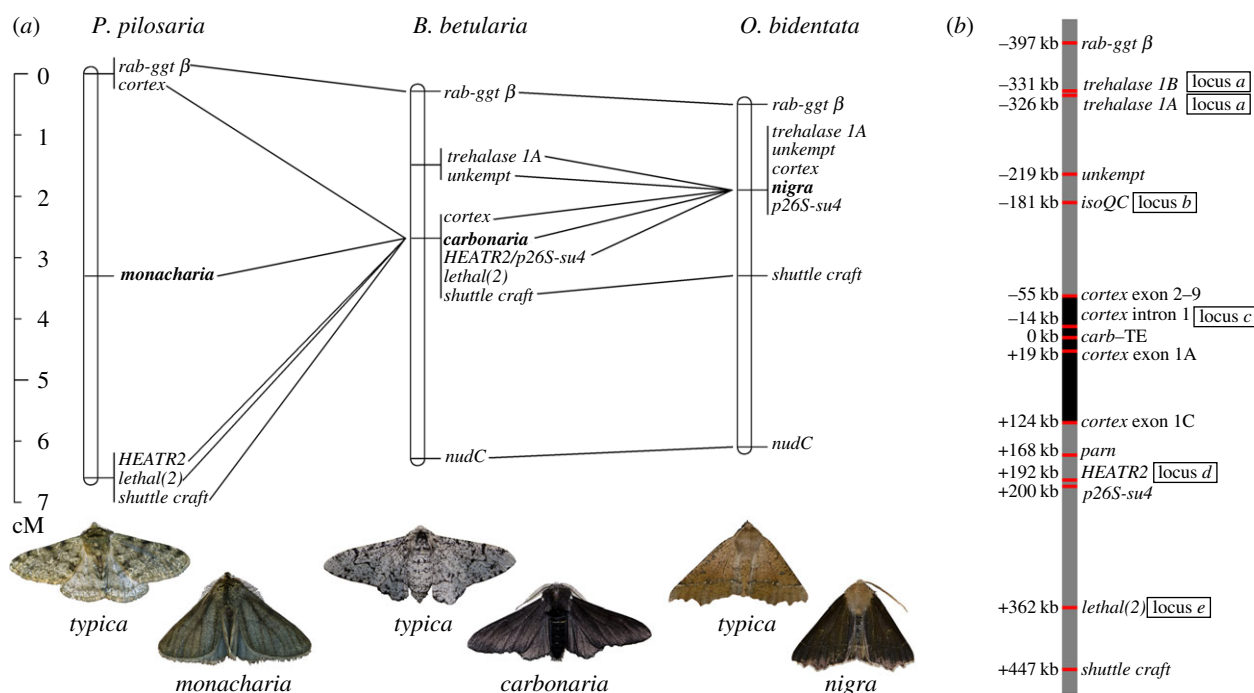 (a)
P. pilosaria
B. betularia
O. bidentata
0
1
2
3
4
5
6
7
cM
rab-ggt β
cortex
monacharia
HEATR2
lethal(2)
shuttle craft
rab-ggt β
trehalase 1A
unkempt
cortex
carbonaria
HEATR2/p26S-su4
lethal(2)
shuttle craft
nudC
rab-ggt β
trehalase 1A
unkempt
cortex
nigra
p26S-su4
shuttle craft
nudC
typica
monacharia
typica
carbonaria
typica
nigra
(b)
–397 kb rab-ggt β
–331 kb trehalase 1B locus a
–326 kb trehalase 1A locus a
–219 kb unkempt
–181 kb isoQC locus b
–55 kb cortex exon 2–9
–14 kb cortex intron 1 locus c
0 kb carb–TE
+19 kb cortex exon 1A
+124 kb cortex exon 1C
+168 kb parn
+192 kb HEATR2 locus d
+200 kb p26S-su4
+362 kb lethal(2) locus e
+447 kb shuttle craft